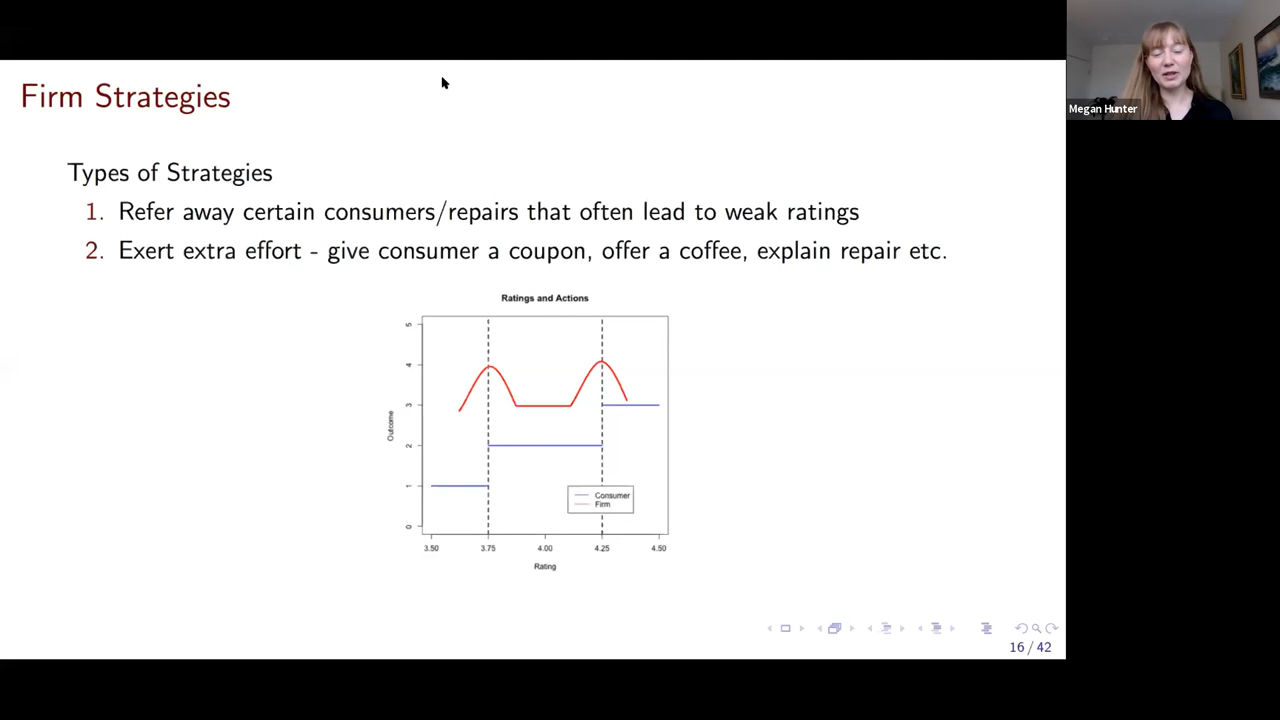 Firm Strategies
Megan Hunter
Types of Strategies
1. Refer away certain consumers/repairs that often lead to weak ratings
2. Exert extra effort - give consumer a coupon, offer a coffee, explain repair etc.
Ratings and Actions
5
4
3
2
1
0
Outcome
Consumer
Firm
3.50 3.75 4.00 4.25 4.50
Rating
16 / 42